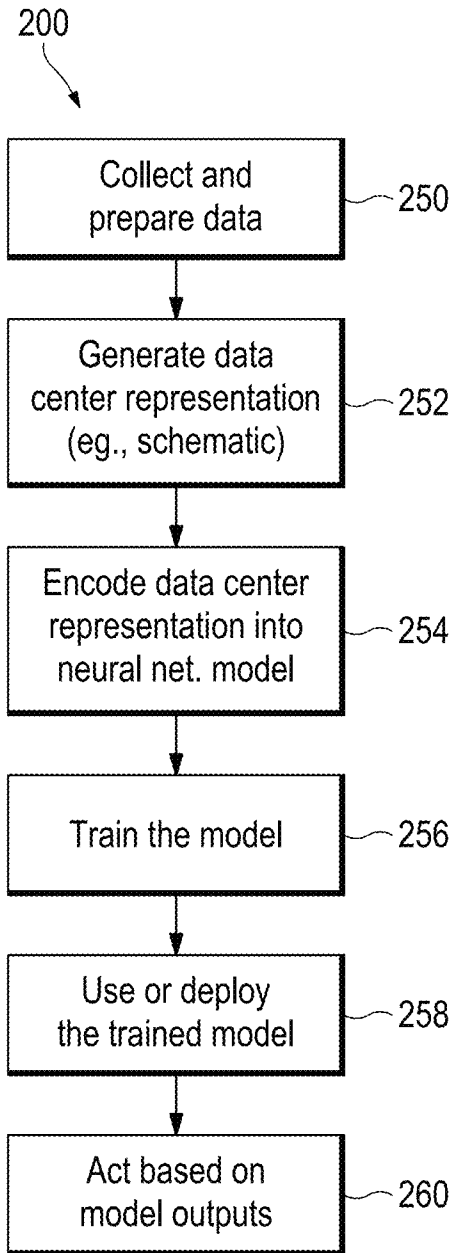 200
Collect and
prepare data
250
Generate data
center representation
(eg., schematic)
252
Encode data center
representation into
neural net. model
254
Train the model
256
Use or deploy
the trained model
258
Act based on
model outputs
260